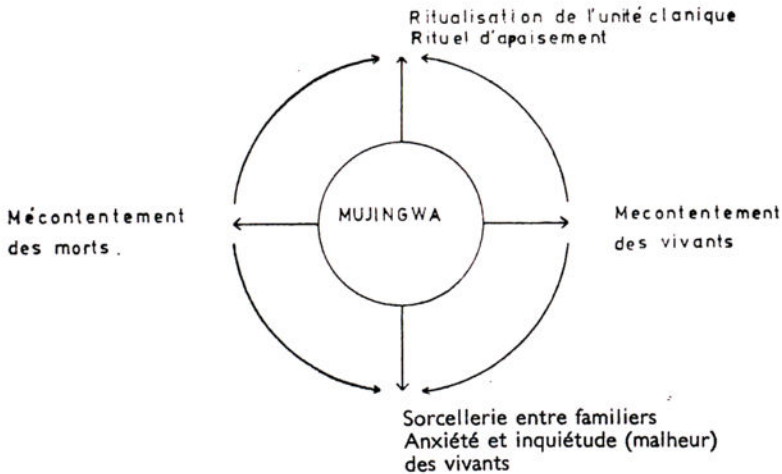 Ritualisation de l'unité clanique
Rituel d'apaisement
Mécontentement
des morts.
MUJINGWA
Mecontentement
des vivants
Sorcellerie entre familiers
Anxiété et inquiétude (malheur)
des vivants